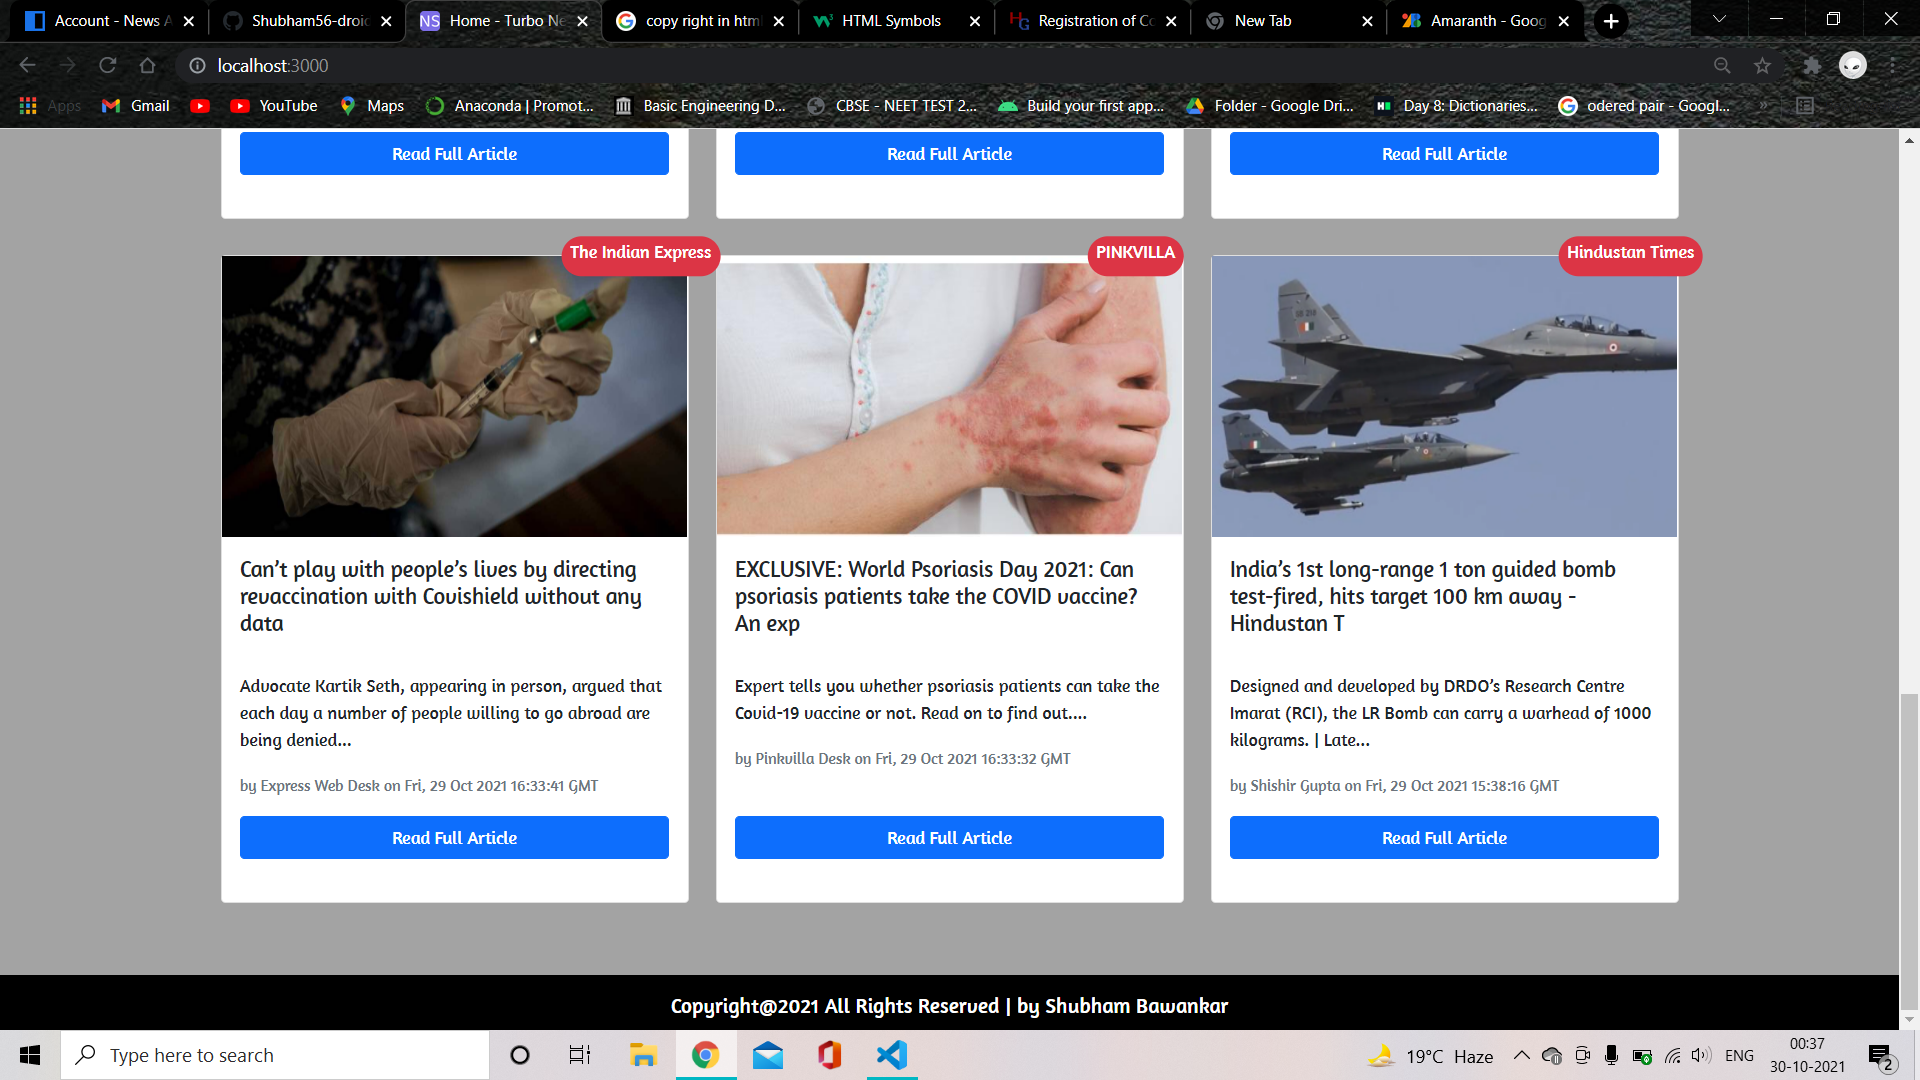 Account - News A
Shubham56-droid
NS Home - Turbo Ne
copy right in html
HTML Symbols
HG Registration of Co
New Tab
Amaranth - Goog
localhost:3000
Apps
Gmail
YouTube
Maps
Anaconda | Promot...
Basic Engineering D...
CBSE - NEET TEST 2...
Build your first app...
Folder - Google Dri...
Day 8: Dictionaries...
odered pair - Googl...
Read Full Article
Read Full Article
Read Full Article
The Indian Express
PINKVILLA
Hindustan Times
Can’t play with people’s lives by directing
revaccination with Covishield without any
data
Advocate Kartik Seth, appearing in person, argued that
each day a number of people willing to go abroad are
being denied...
by Express Web Desk on Fri, 29 Oct 2021 16:33:41 GMT
Read Full Article
EXCLUSIVE: World Psoriasis Day 2021: Can
psoriasis patients take the COVID vaccine?
An exp
Expert tells you whether psoriasis patients can take the
Covid-19 vaccine or not. Read on to find out....
by Pinkvilla Desk on Fri, 29 Oct 2021 16:33:32 GMT
Read Full Article
India’s 1st long-range 1 ton guided bomb
test-fired, hits target 100 km away -
Hindustan T
Designed and developed by DRDO’s Research Centre
Imarat (RCI), the LR Bomb can carry a warhead of 1000
kilograms. | Late...
by Shishir Gupta on Fri, 29 Oct 2021 15:38:16 GMT
Read Full Article
Copyright@2021 All Rights Reserved | by Shubham Bawankar
Type here to search
19°C Haze
ENG
00:37
30-10-2021
2